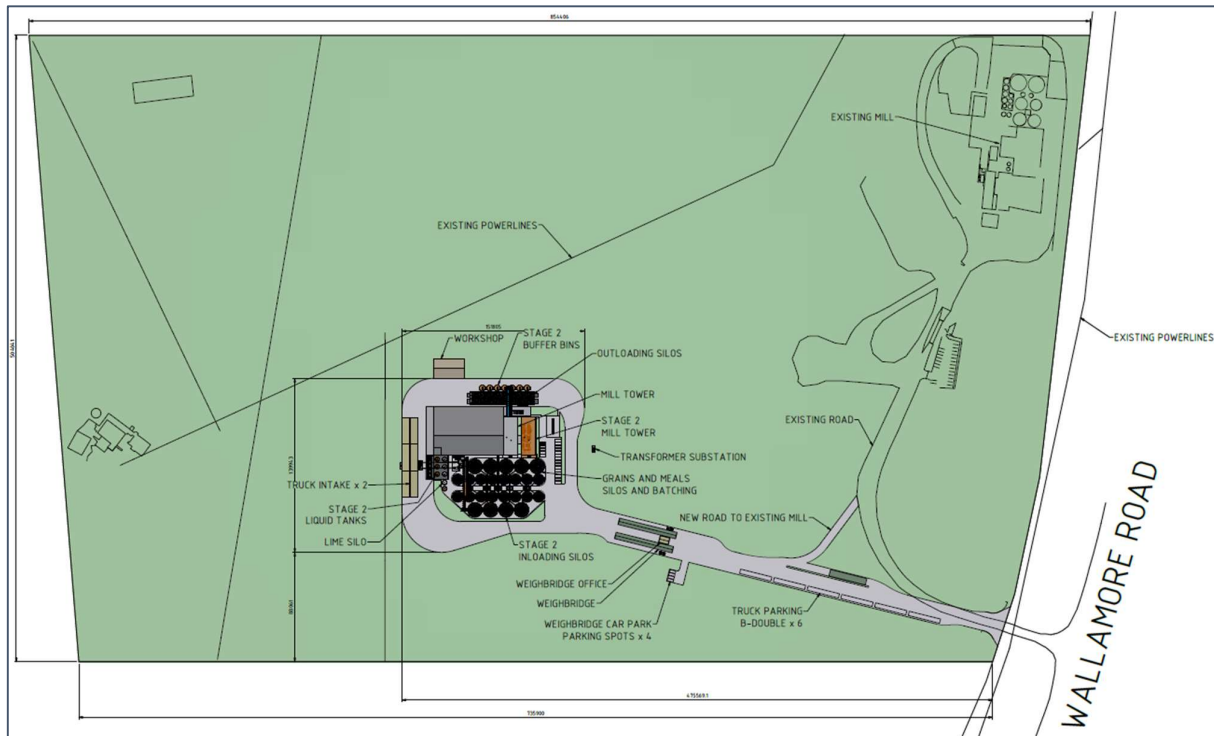 854406
EXISTING MILL
EXISTING POWERLINES
EXISTING POWERLINES
WORKSHOP
STAGE 2
BUFFER BINS
OUTLOADING SILOS
MILL TOWER
STAGE 2
MILL TOWER
TRANSFORMER SUBSTATION
EXISTING ROAD
GRAINS AND MEALS
SILOS AND BATCHING
TRUCK INTAKE x 2
STAGE 2
LIQUID TANKS
LIME SILO
STAGE 2
INLOADING SILOS
NEW ROAD TO EXISTING MILL
WEIGHBRIDGE OFFICE
WEIGHBRIDGE
WEIGHBRIDGE CAR PARK
PARKING SPOTS x 4
TRUCK PARKING
B-DOUBLE x 6
WALLAMORE ROAD
735900